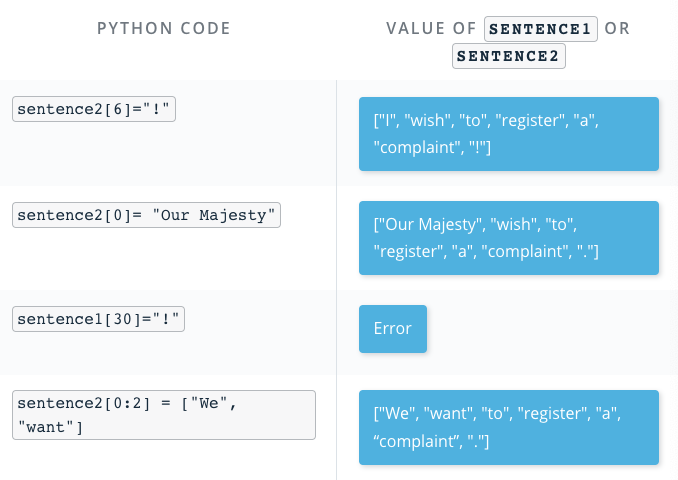 PYTHON CODE
VALUE OF SENTENCE1 OR
SENTENCE2
sentence2[6]="!"
["I", "wish", "to", "register", "a",
"complaint", "!"]
sentence2[0]= "Our Majesty"
["Our Majesty", "wish", "to",
"register", "a", "complaint", "."]
sentence1[30]="!"
Error
sentence2[0:2] = ["We",
"want"]
["We", "want", "to", "register", "a",
“complaint”, "."]